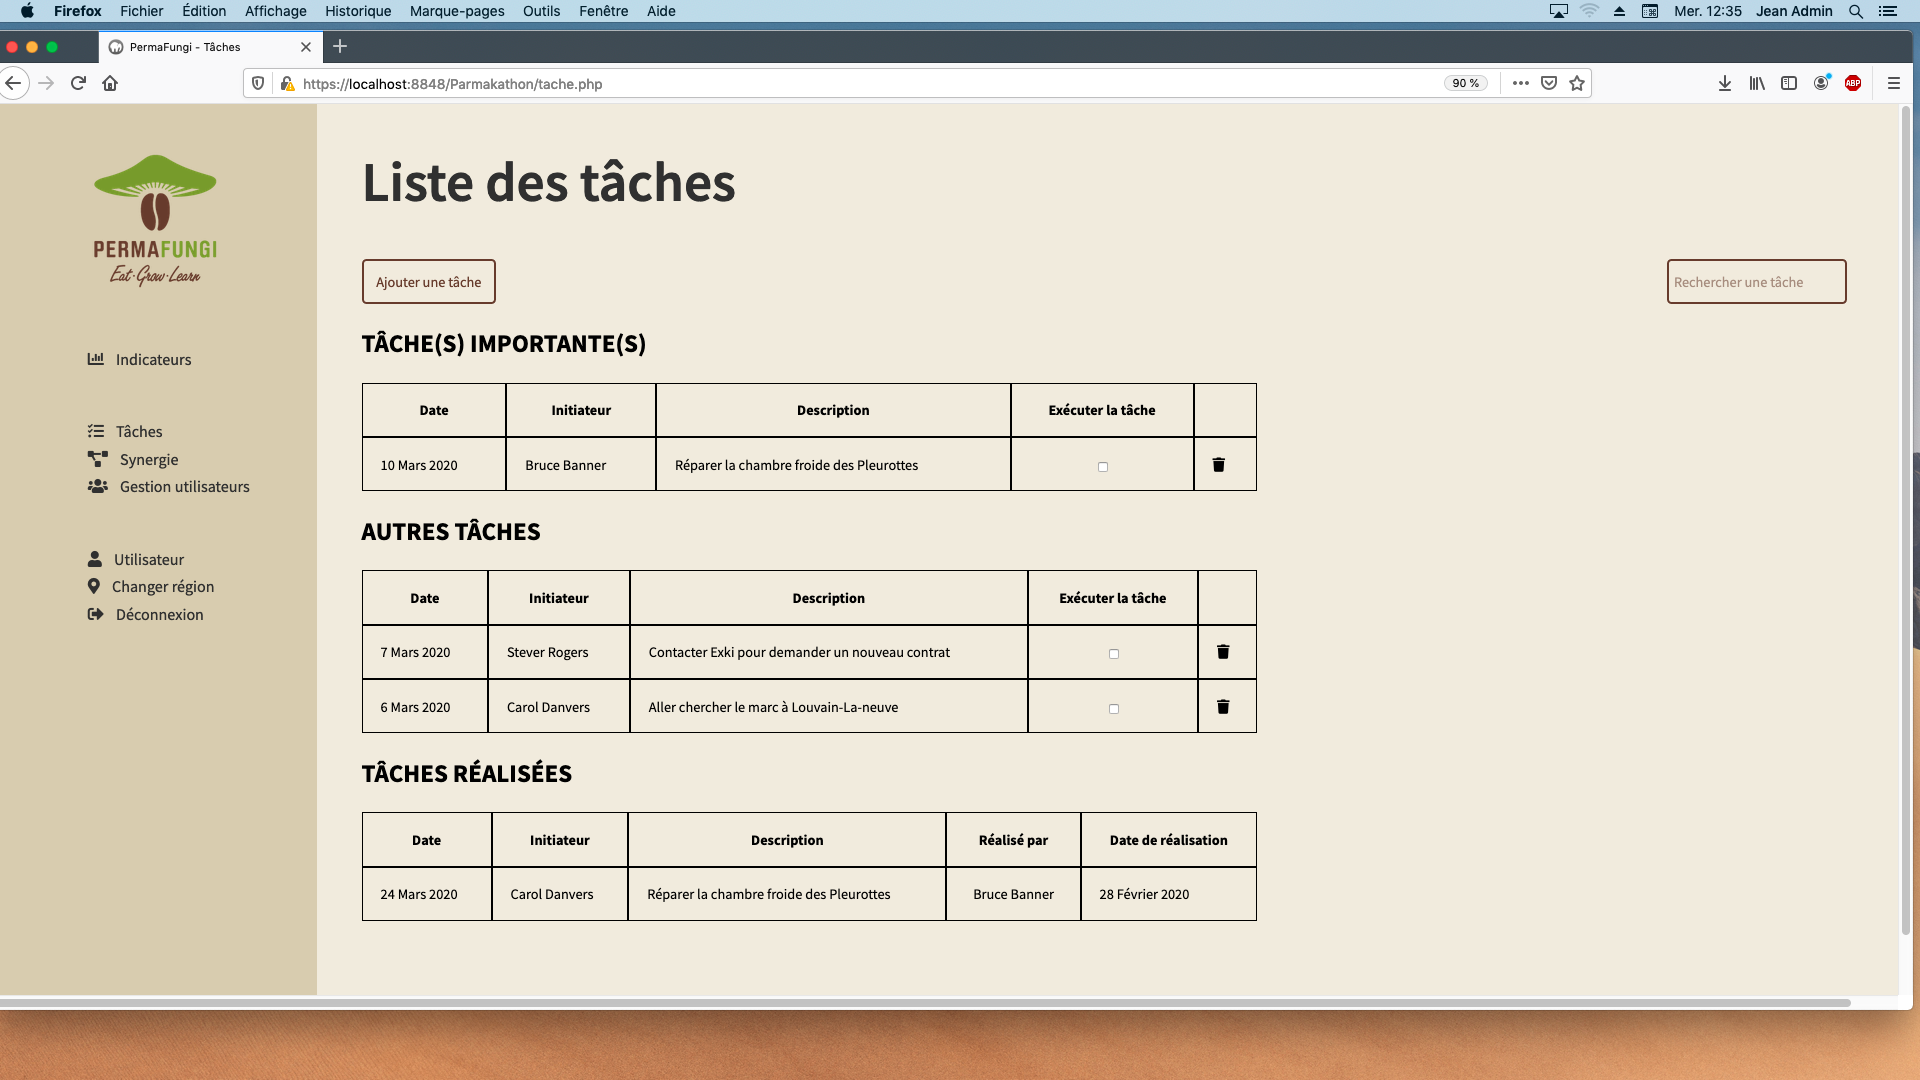 Firefox Fichier Édition Affichage Historique Marque-pages Outils Fenêtre Aide Mer. 12:35 Jean Admin
PermaFungi - Tâches
https://localhost:8848/Parmakathon/tache.php 90 % ABP
PERMAFUNGI
Eat·Grow·Learn
Indicateurs
Tâches
Synergie
Gestion utilisateurs
Utilisateur
Changer région
Déconnexion
Liste des tâches
Ajouter une tâche Rechercher une tâche
TÂCHE(S) IMPORTANTE(S)
Date Initiateur Description Exécuter la tâche
10 Mars 2020 Bruce Banner Réparer la chambre froide des Pleurottes
AUTRES TÂCHES
Date Initiateur Description Exécuter la tâche
7 Mars 2020 Stever Rogers Contacter Exki pour demander un nouveau contrat
6 Mars 2020 Carol Danvers Aller chercher le marc à Louvain-La-neuve
TÂCHES RÉALISÉES
Date Initiateur Description Réalisé par Date de réalisation
24 Mars 2020 Carol Danvers Réparer la chambre froide des Pleurottes Bruce Banner 28 Février 2020